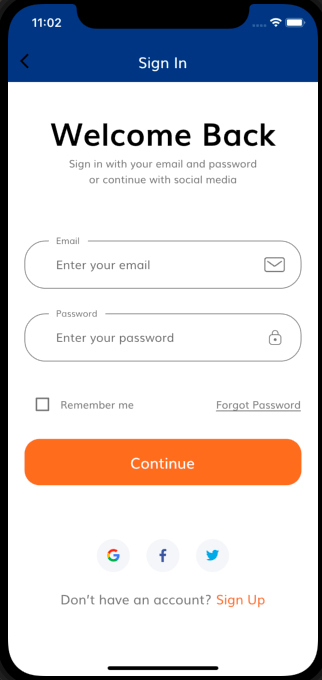 11:02
Sign In
Welcome Back
Sign in with your email and password
or continue with social media
Email
Enter your email
Password
Enter your password
Remember me Forgot Password
Continue
Don’t have an account? Sign Up